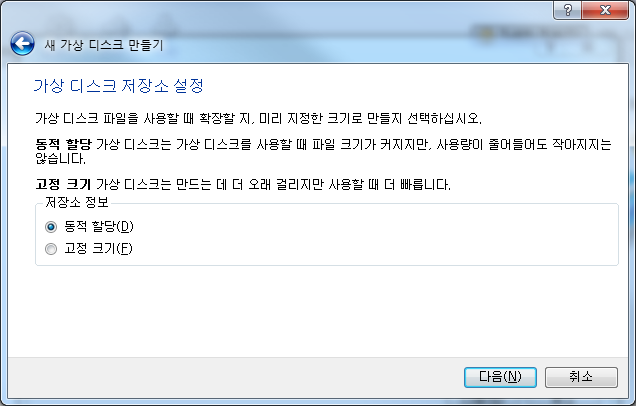 새 가상 디스크 만들기
가상 디스크 저장소 설정
가상 디스크 파일을 사용할 때 확장할 지, 미리 지정한 크기로 만들지 선택하십시오.
동적 할당 가상 디스크는 가상 디스크를 사용할 때 파일 크기가 커지지만, 사용량이 줄어들어도 작아지지는
않습니다.
고정 크기 가상 디스크는 만드는 데 더 오래 걸리지만 사용할 때 더 빠릅니다.
저장소 정보
동적 할당(D)
고정 크기(F)
다음(N)
취소